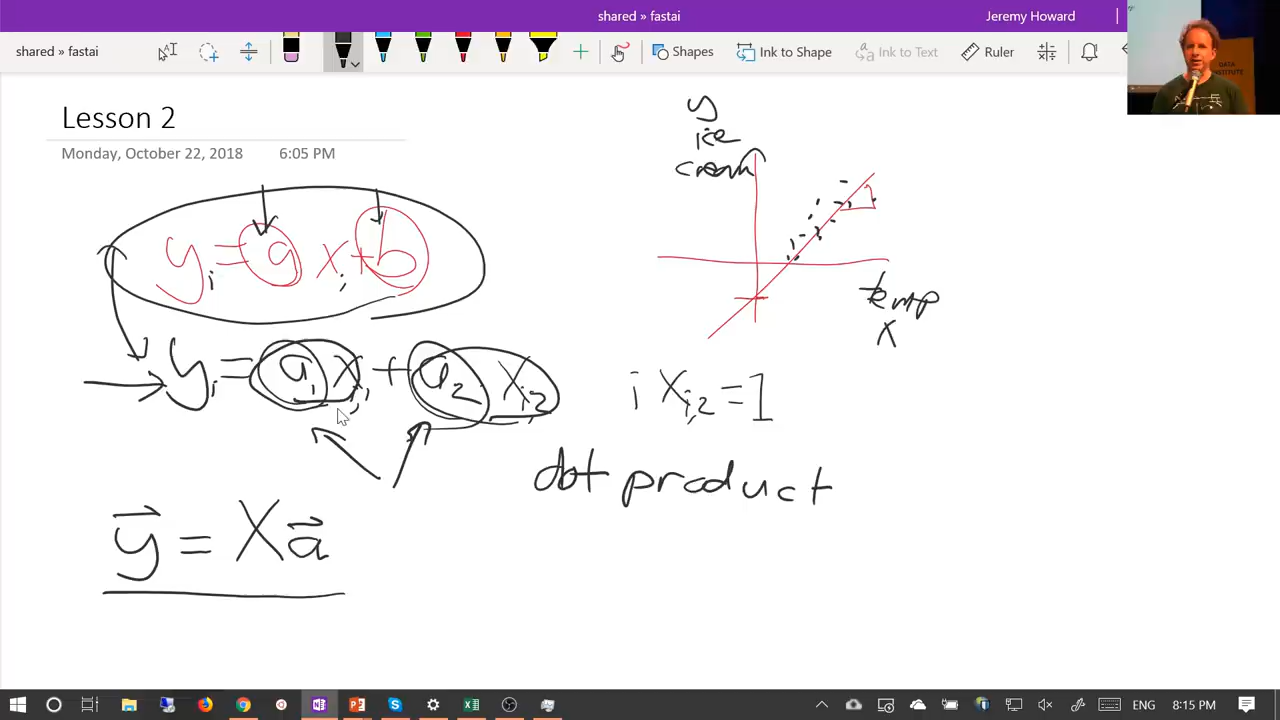 shared » fastai
Jeremy Howard
shared » fastai
Shapes
Ink to Shape
Ink to Text
Ruler
DATA
INSTITUTE
Lesson 2
Monday, October 22, 2018 6:05 PM
y
ice
cream
temp
x
yᵢ = a xᵢ + b
yᵢ = a₁ xᵢ,₁ + a₂ xᵢ,₂
i xᵢ,₂ = 1
dot product
y⃗ = X a⃗
ENG 8:15 PM